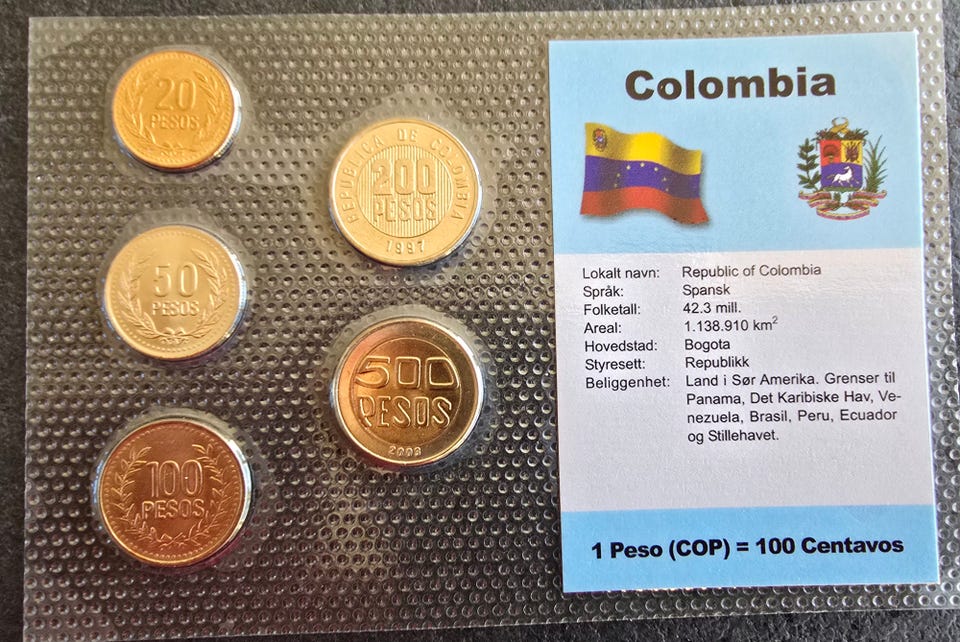 20
PESOS
50
PESOS
100
PESOS
REPUBLICA DE COLOMBIA
200
PESOS
1997
500
PESOS
Colombia
Lokalt navn: Republic of Colombia
Språk: Spansk
Folketall: 42.3 mill.
Areal: 1.138.910 km²
Hovedstad: Bogota
Styresett: Republikk
Beliggenhet: Land i Sør Amerika. Grenser til
Panama, Det Karibiske Hav, Ve-
nezuela, Brasil, Peru, Ecuador
og Stillehavet.
1 Peso (COP) = 100 Centavos